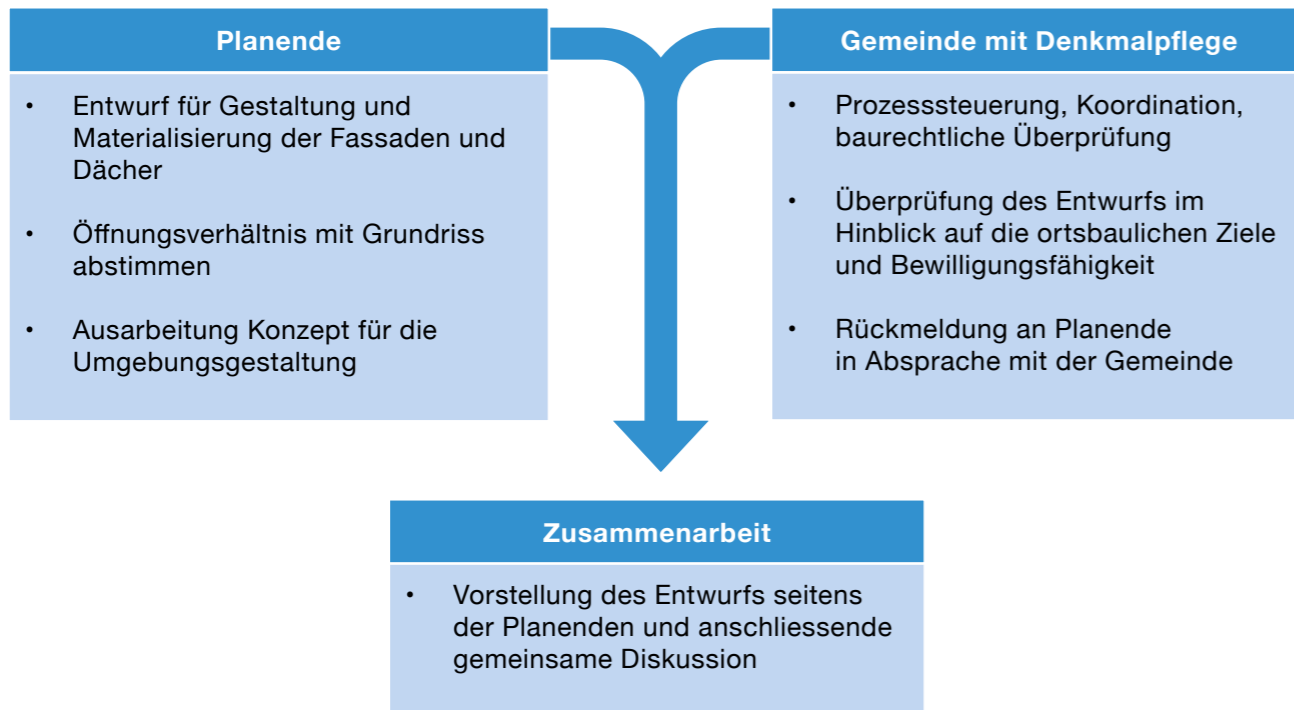 Planende
• Entwurf für Gestaltung und
Materialisierung der Fassaden und
Dächer
• Öffnungsverhältnis mit Grundriss
abstimmen
• Ausarbeitung Konzept für die
Umgebungsgestaltung
Gemeinde mit Denkmalpflege
• Prozesssteuerung, Koordination,
baurechtliche Überprüfung
• Überprüfung des Entwurfs im
Hinblick auf die ortsbaulichen Ziele
und Bewilligungsfähigkeit
• Rückmeldung an Planende
in Absprache mit der Gemeinde
Zusammenarbeit
• Vorstellung des Entwurfs seitens
der Planenden und anschliessende
gemeinsame Diskussion